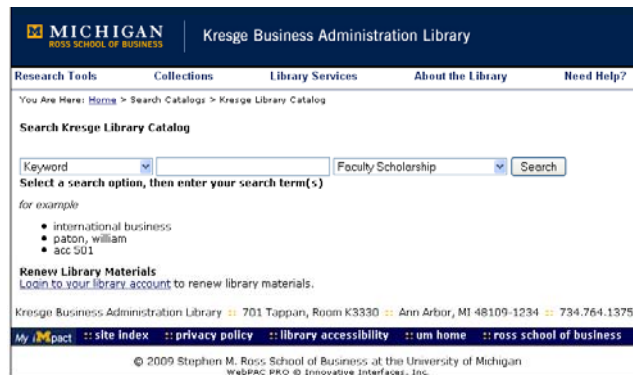 M MICHIGAN
ROSS SCHOOL OF BUSINESS
Kresge Business Administration Library
Research Tools Collections Library Services About the Library Need Help?
You Are Here: Home > Search Catalogs > Kresge Library Catalog
Search Kresge Library Catalog
Keyword Faculty Scholarship Search
Select a search option, then enter your search term(s)
for example
• international business
• paton, william
• acc 501
Renew Library Materials
Login to your library account to renew library materials.
Kresge Business Administration Library :: 701 Tappan, Room K3330 :: Ann Arbor, MI 48109-1234 :: 734.764.1375
My iMpact :: site index :: privacy policy :: library accessibility :: um home :: ross school of business
© 2009 Stephen M. Ross School of Business at the University of Michigan
WebPAC PRO © Innovative Interfaces, Inc.